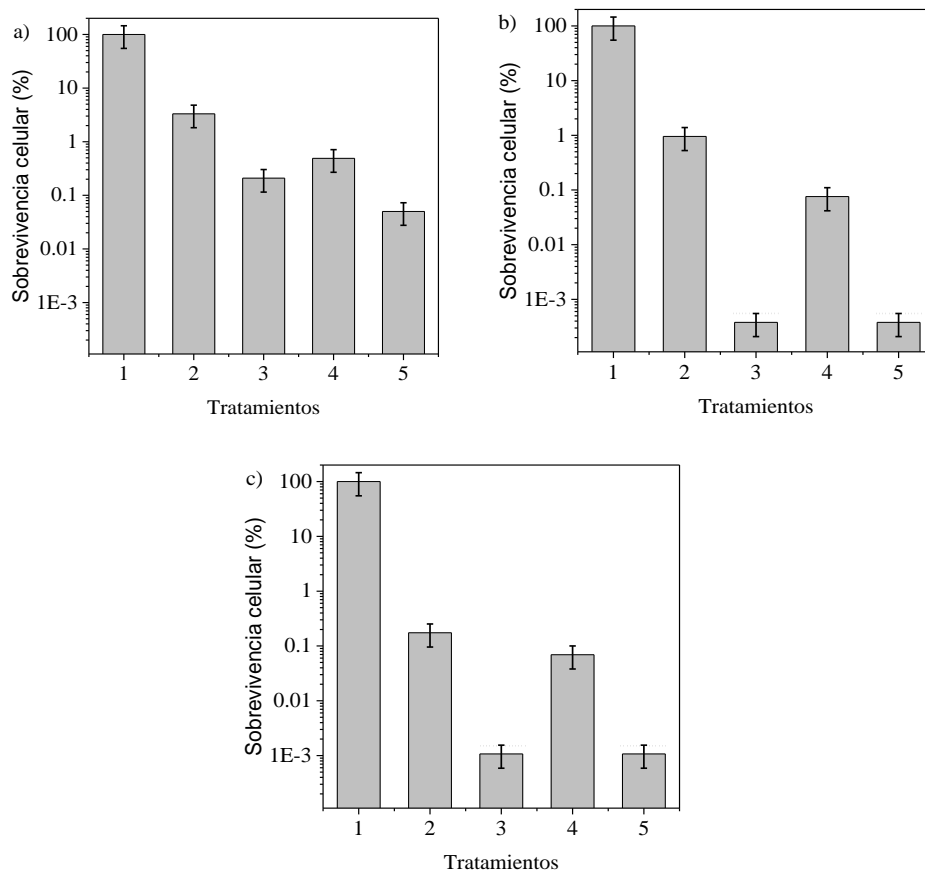 a)
Sobrevivencia celular (%)
100
10
1
0.1
0.01
1E-3
1 2 3 4 5
Tratamientos
b)
Sobrevivencia celular (%)
100
10
1
0.1
0.01
1E-3
1 2 3 4 5
Tratamientos
c)
Sobrevivencia celular (%)
100
10
1
0.1
0.01
1E-3
1 2 3 4 5
Tratamientos